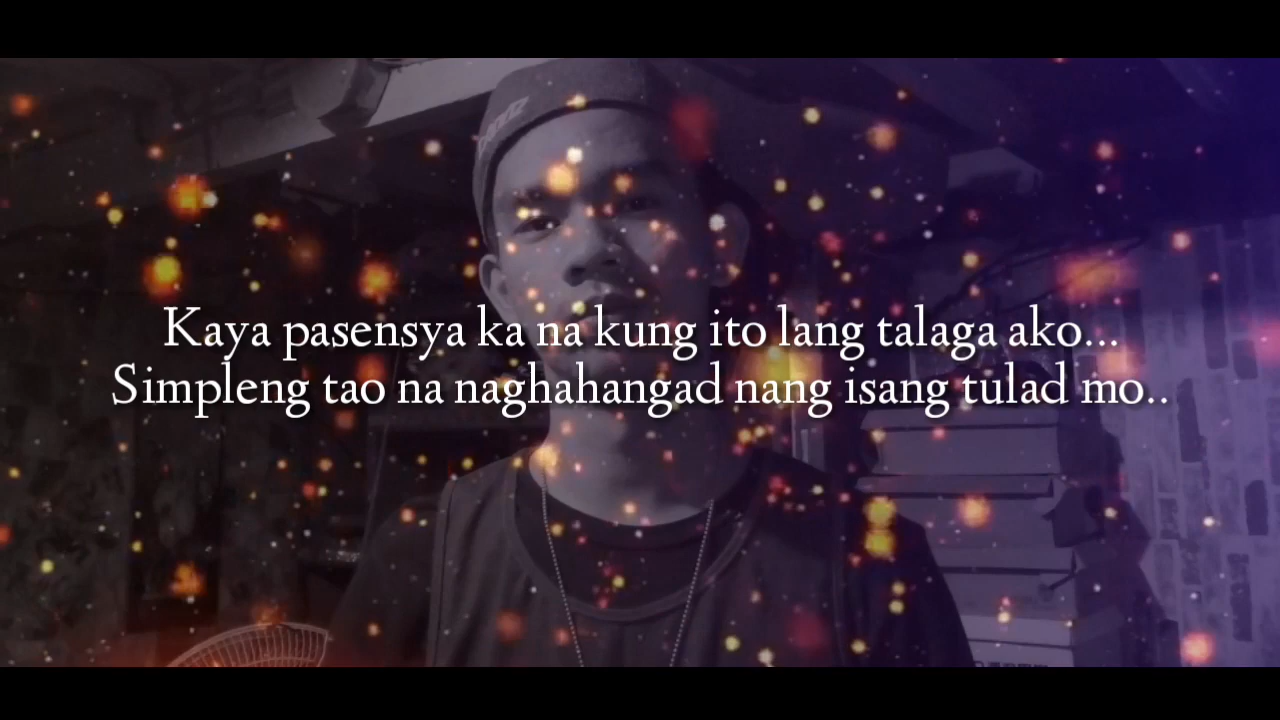 Kaya pasensya ka na kung ito lang talaga ako...
Simpleng tao na naghahangad nang isang tulad mo..